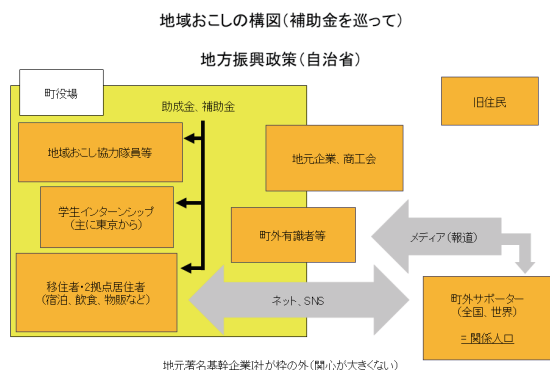 地域おこしの構図(補助金を巡って)
地方振興政策(自治省)
町役場
助成金、補助金
旧住民
地域おこし協力隊員等
地元企業、商工会
学生インターンシップ
(主に東京から)
町外有識者等
メディア(報道)
移住者・2拠点居住者
(宿泊、飲食、物販など)
ネット、SNS
町外サポーター
(全国、世界)
=関係人口
地元著名基幹企業社が枠の外(関心が大きくない)